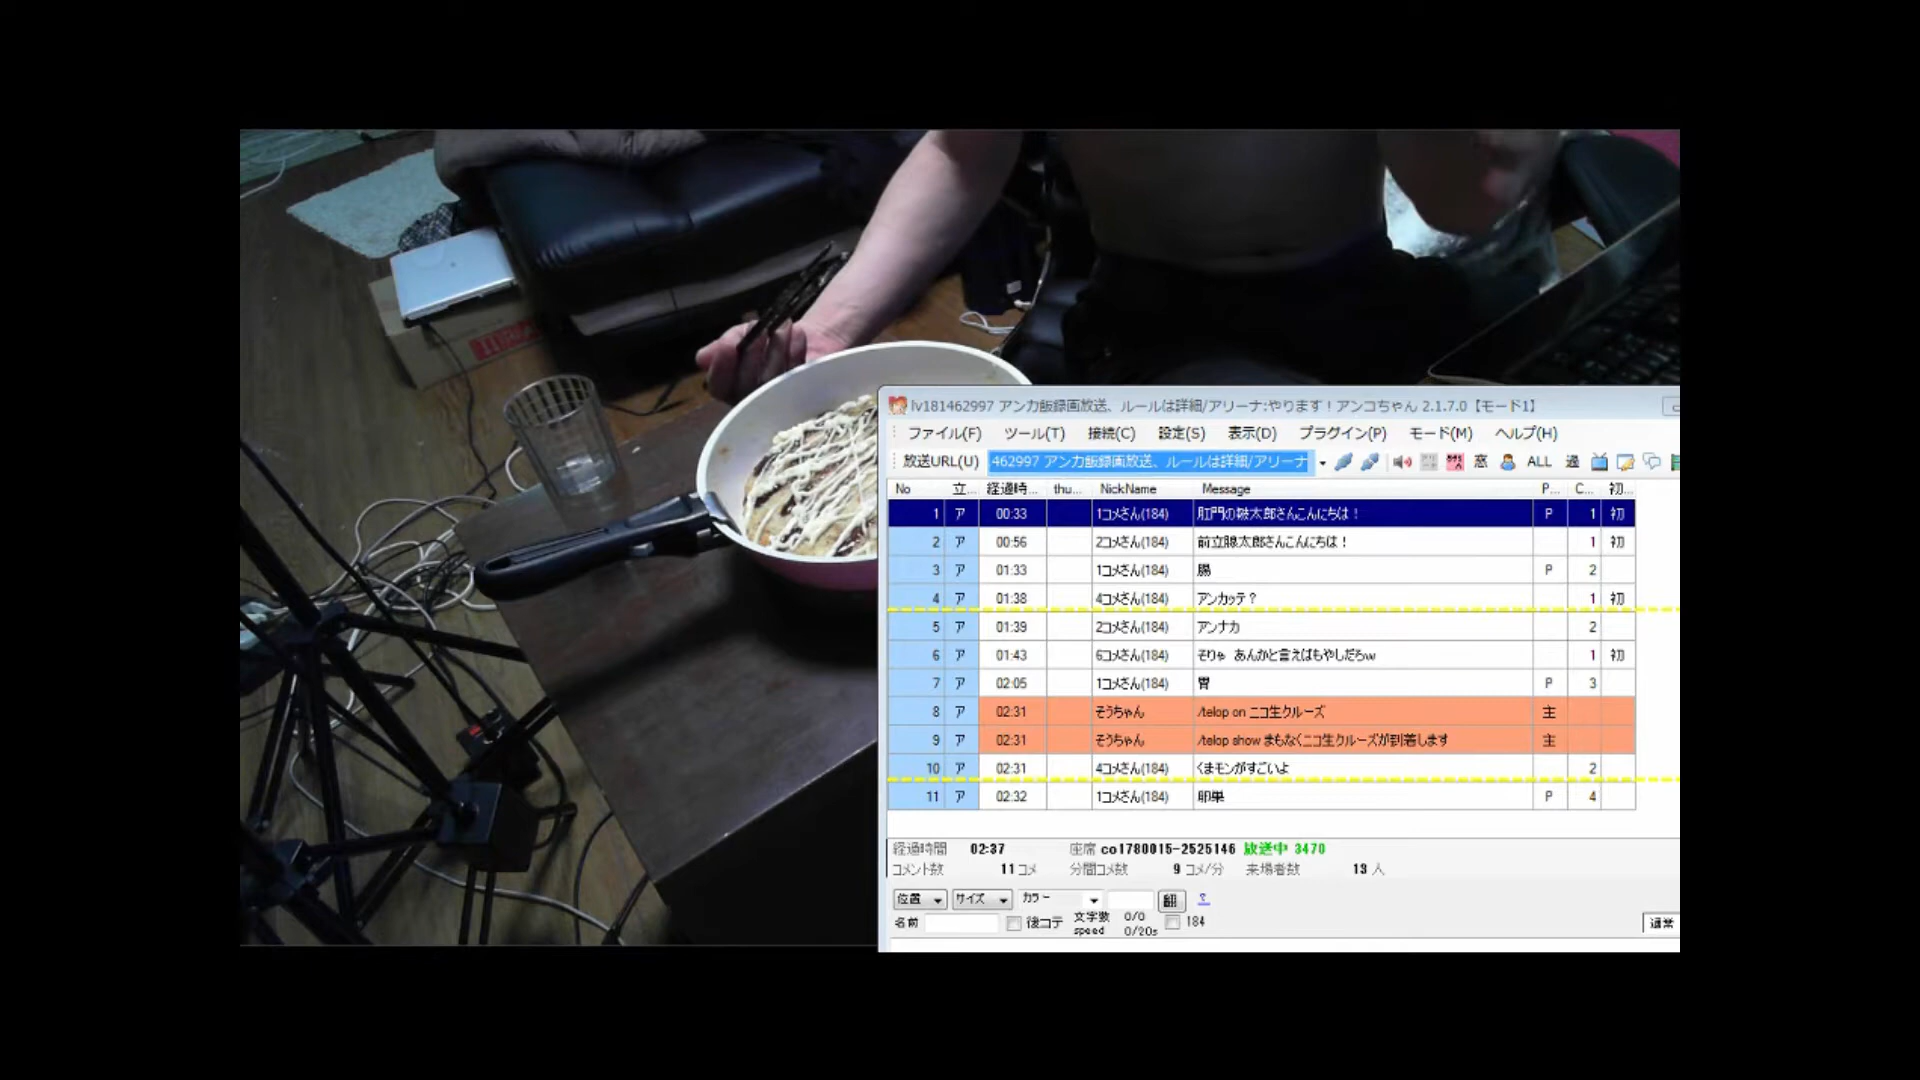 lv181462997 アンカ飯録画放送、ルールは詳細/アリーナ:やります！アンコちゃん 2.1.7.0【モード1】
ファイル(F) ツール(T) 接続(C) 設定(S) 表示(D) プラグイン(P) モード(M) ヘルプ(H)
放送URL(U) 462997 アンカ飯録画放送、ルールは詳細/アリーナ 窓 ALL 過
No 立... 経過時... thu... NickName Message P... C... 初...
1 ア 00:33 1コメさん(184) 肛門の皺太郎さんこんにちは！ P 1 初
2 ア 00:56 2コメさん(184) 前立腺太郎さんこんにちは！ 1 初
3 ア 01:33 1コメさん(184) 腸 P 2
4 ア 01:38 4コメさん(184) アンカッテ？ 1 初
5 ア 01:39 2コメさん(184) アンナカ 2
6 ア 01:43 6コメさん(184) そりゃ あんかと言えばもやしだろw 1 初
7 ア 02:05 1コメさん(184) 胃 P 3
8 ア 02:31 そうちゃん /telop on ニコ生クルーズ 主
9 ア 02:31 そうちゃん /telop show まもなくニコ生クルーズが到着します 主
10 ア 02:31 4コメさん(184) くまモンがすごいよ 2
11 ア 02:32 1コメさん(184) 卵巣 P 4
経過時間 02:37 座席 co1780015-2525146 放送中 3470
コメント数 11 コメ 分間コメ数 9 コメ/分 来場者数 13 人
位置 サイズ カラー 翻 ?
名前 後コテ 文字数 0/0 184 通常
speed 0/20s